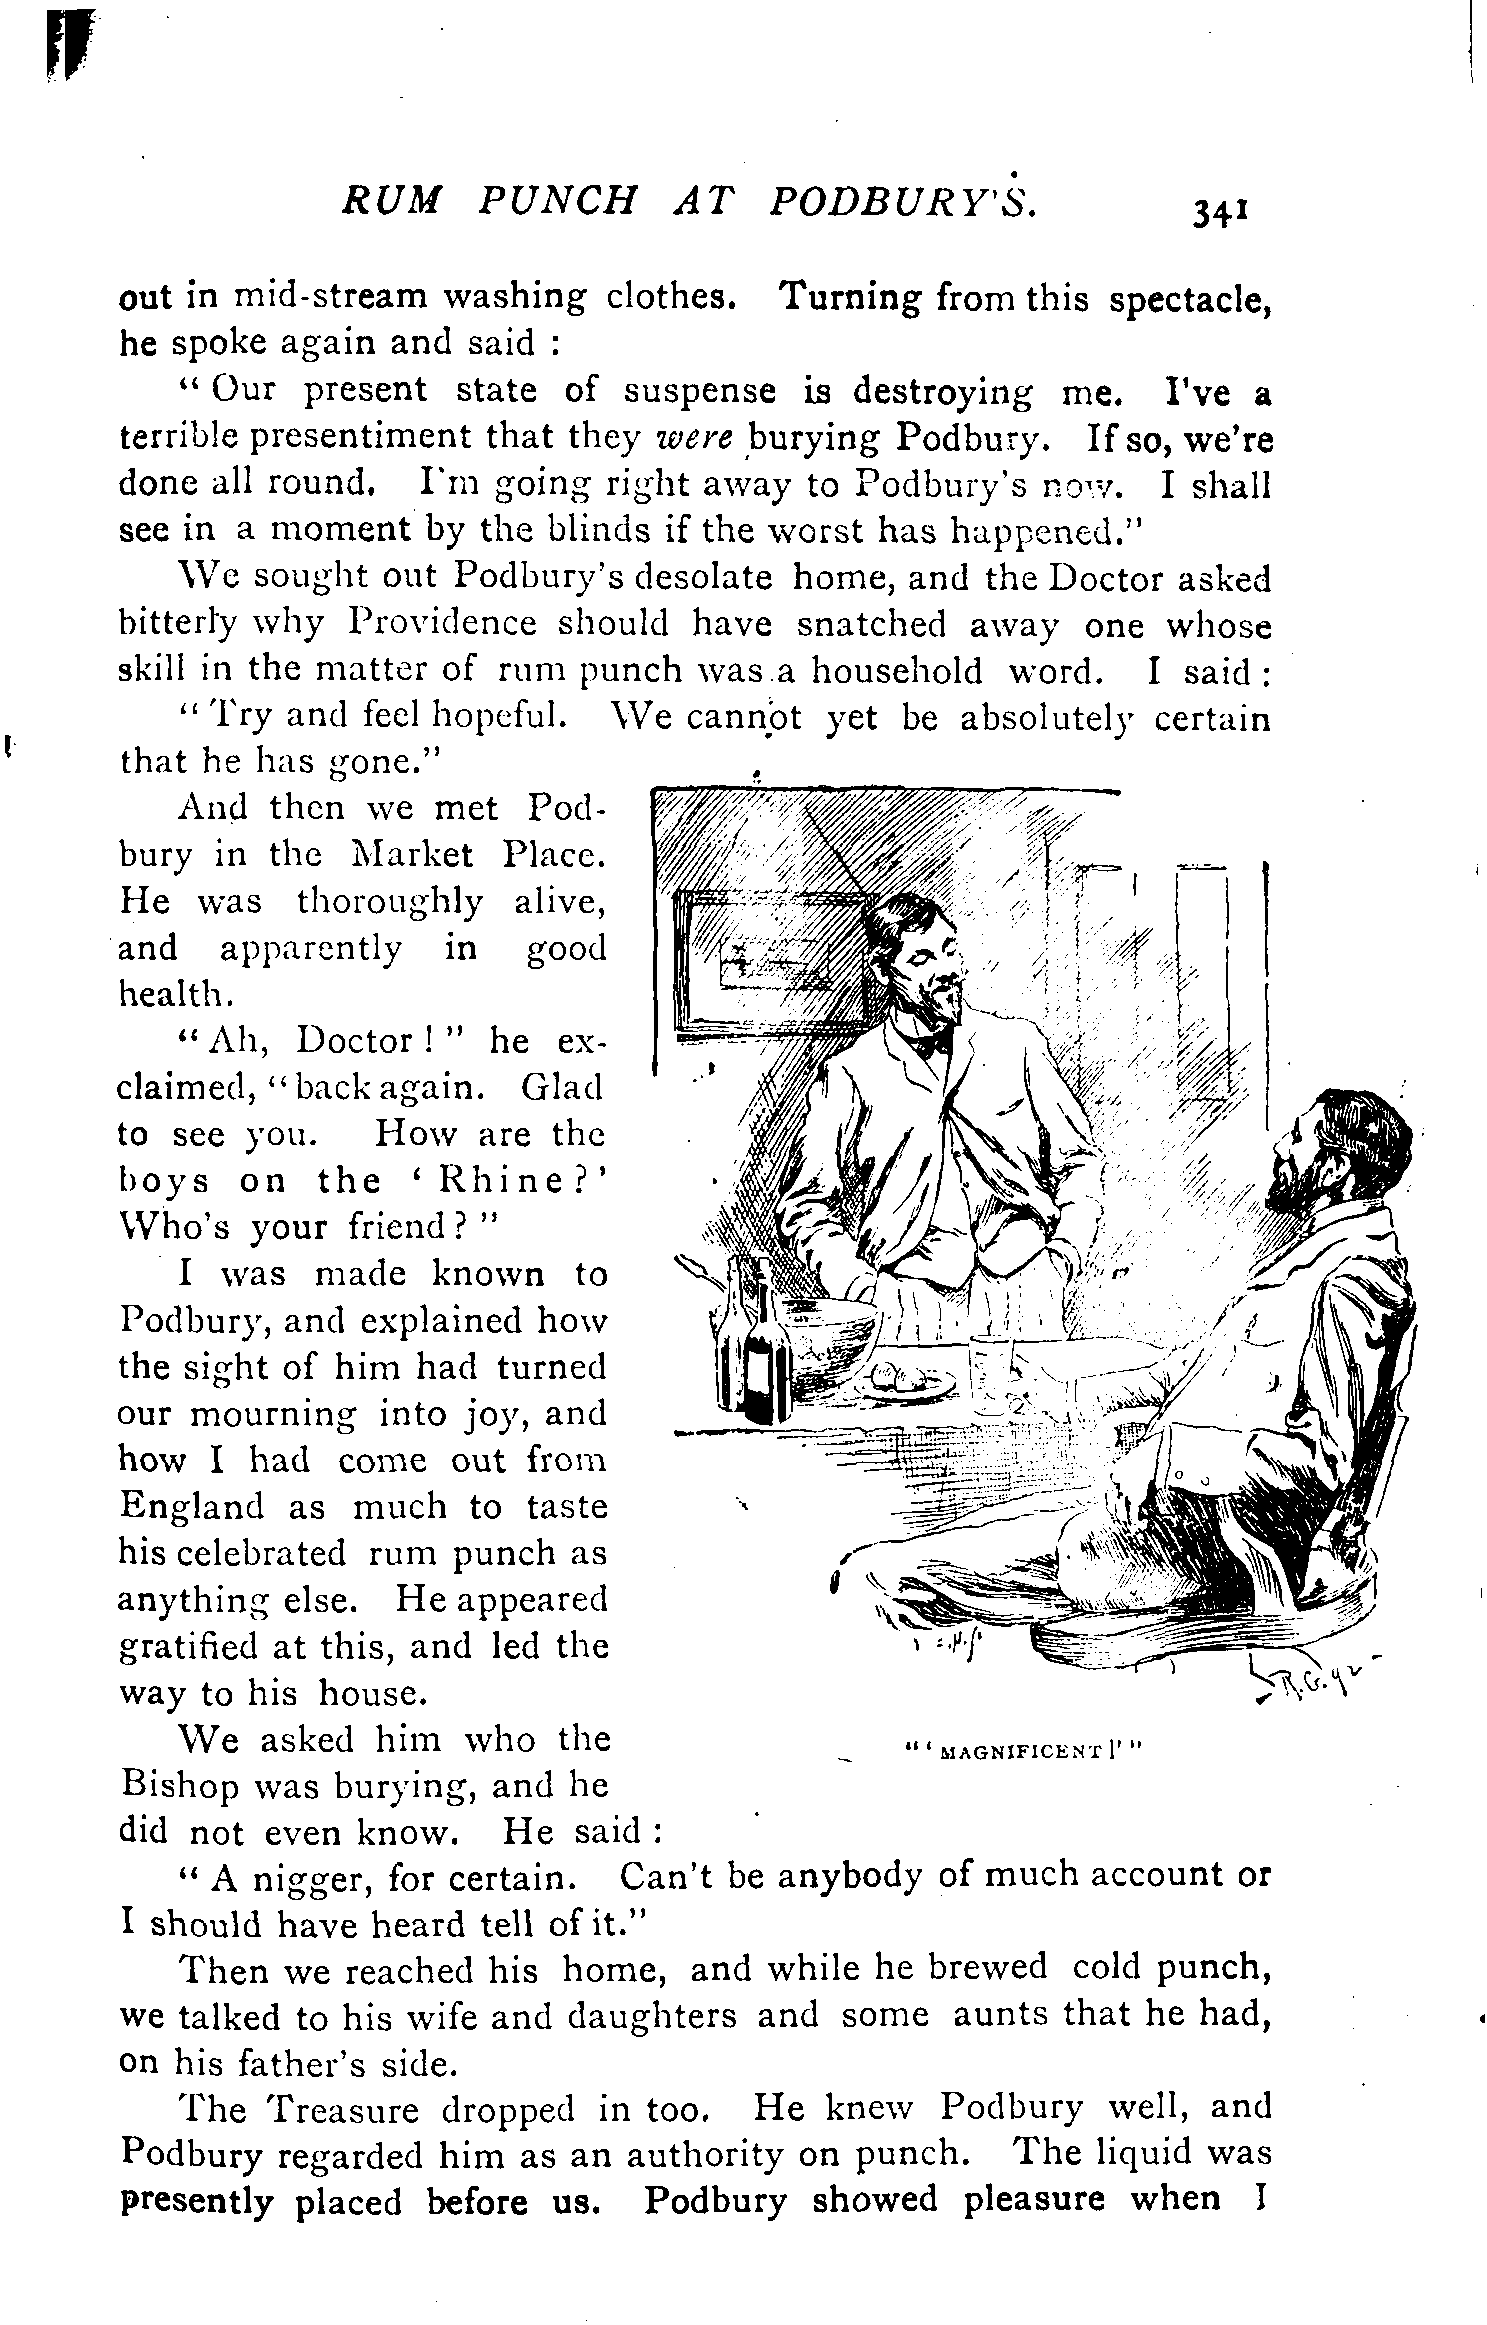 RUM PUNCH AT PODBURY'S.
341
out in mid-stream washing clothes. Turning from this spectacle,
he spoke again and said :
" Our present state of suspense is destroying me. I've a
terrible presentiment that they were burying Podbury. If so, we're
done all round. I'm going right away to Podbury's now. I shall
see in a moment by the blinds if the worst has happened."
We sought out Podbury's desolate home, and the Doctor asked
bitterly why Providence should have snatched away one whose
skill in the matter of rum punch was a household word. I said :
" Try and feel hopeful. We cannot yet be absolutely certain
that he has gone."
And then we met Pod-
bury in the Market Place.
He was thoroughly alive,
and apparently in good
health.
" Ah, Doctor ! " he ex-
claimed, " back again. Glad
to see you. How are the
boys on the ' Rhine ? '
Who's your friend ? "
I was made known to
Podbury, and explained how
the sight of him had turned
our mourning into joy, and
how I had come out from
England as much to taste
his celebrated rum punch as
anything else. He appeared
gratified at this, and led the
way to his house.
We asked him who the
Bishop was burying, and he
did not even know. He said :
" A nigger, for certain. Can't be anybody of much account or
I should have heard tell of it."
Then we reached his home, and while he brewed cold punch,
we talked to his wife and daughters and some aunts that he had,
on his father's side.
The Treasure dropped in too. He knew Podbury well, and
Podbury regarded him as an authority on punch. The liquid was
presently placed before us. Podbury showed pleasure when I
R.G. 92
" ' MAGNIFICENT !' "